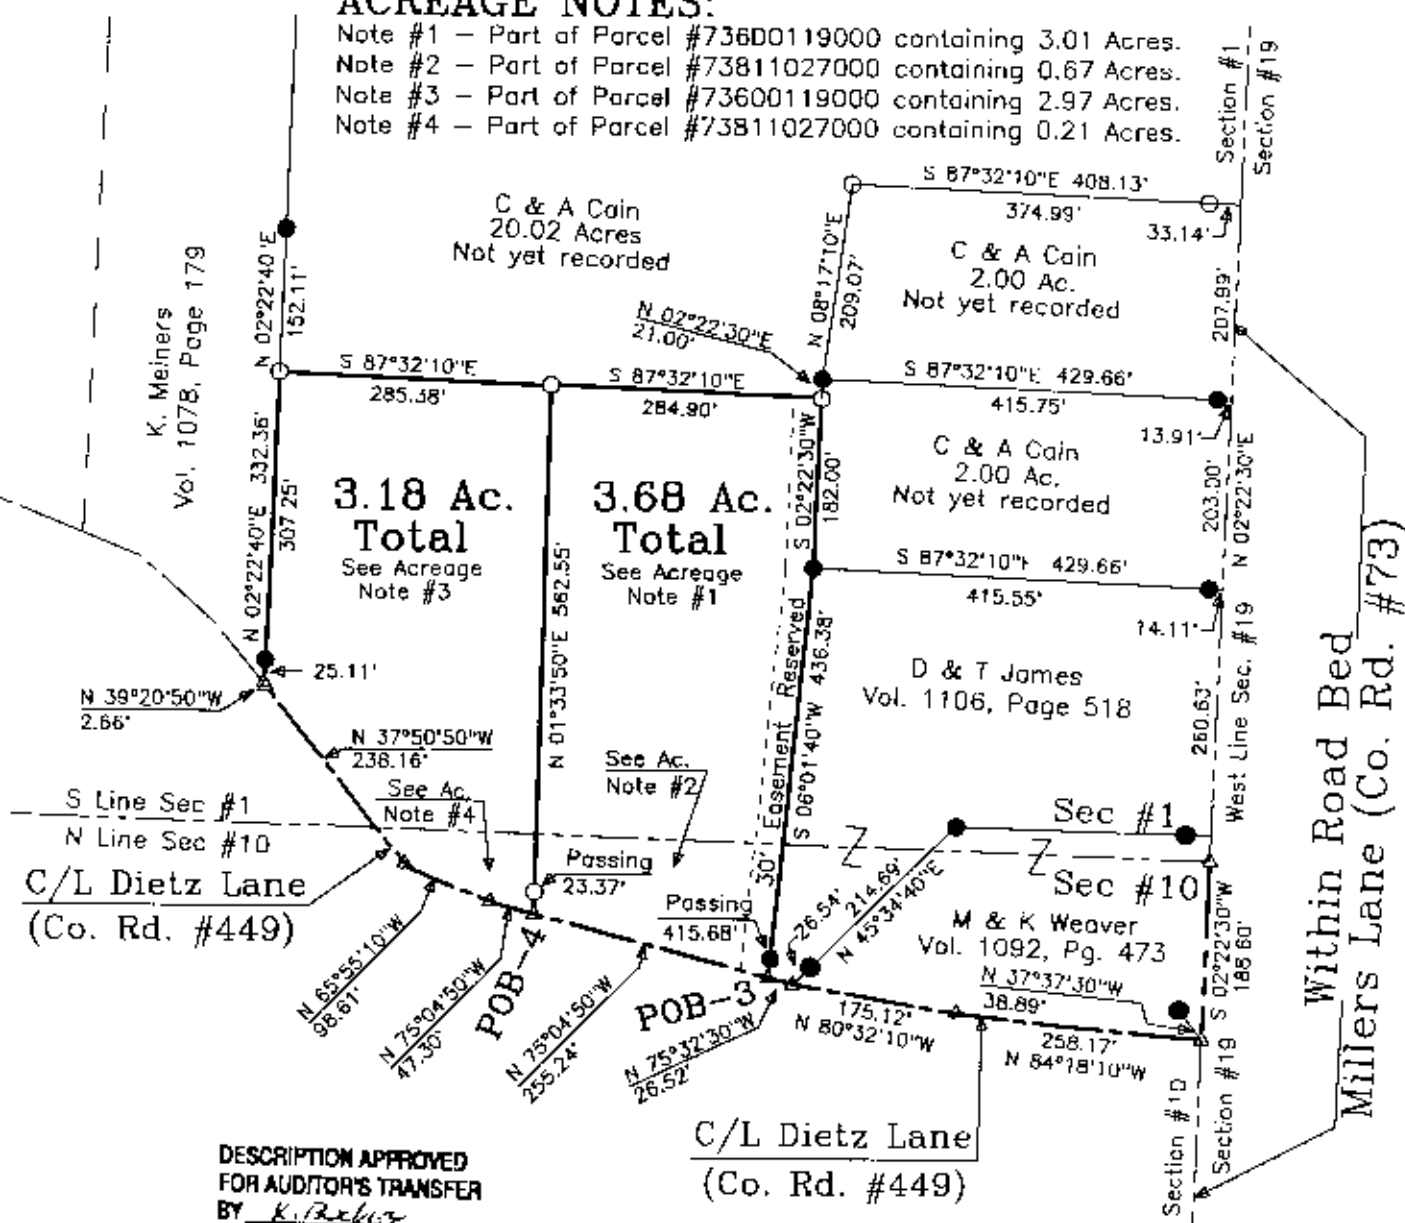 ACREAGE NOTES:
Note #1 – Part of Parcel #73600119000 containing 3.01 Acres.
Note #2 – Part of Parcel #73811027000 containing 0.67 Acres.
Note #3 – Part of Parcel #73600119000 containing 2.97 Acres.
Note #4 – Part of Parcel #73811027000 containing 0.21 Acres.
Section #1
Section #19
S 87°32'10"E 408.13'
374.99'
33.14'
C & A Cain
20.02 Acres
Not yet recorded
C & A Cain
2.00 Ac.
Not yet recorded
N 08°17'10"E
209.07'
207.99'
K. Meiners
Vol. 1078, Page 179
N 02°22'40"E
152.11'
N 02°22'30"E
21.00'
S 87°32'10"E
285.38'
S 87°32'10"E
284.90'
S 87°32'10"E 429.66'
415.75'
13.91'
C & A Cain
2.00 Ac.
Not yet recorded
203.00'
N 02°22'30"E
N 02°22'40"E 332.36'
307.25'
3.18 Ac.
Total
See Acreage
Note #3
3.68 Ac.
Total
See Acreage
Note #1
S 02°22'30"W
182.00'
S 87°32'10"E 429.66'
415.55'
14.11'
N 01°33'50"E 562.55'
30' Easement Reserved
S 06°01'40"W 436.38'
D & T James
Vol. 1106, Page 518
260.63'
West Line Sec. #19
Within Road Bed
Millers Lane (Co. Rd. #73)
25.11'
N 39°20'50"W
2.66'
N 37°50'50"W
238.16'
See Ac.
Note #4
See Ac.
Note #2
S Line Sec #1
N Line Sec #10
Sec #1
Sec #10
C/L Dietz Lane
(Co. Rd. #449)
Passing
23.37'
Passing
415.68'
26.54'
214.69'
N 45°34'40"E
M & K Weaver
Vol. 1092, Pg. 473
N 37°37'30"W
38.89'
S 02°22'30"W
188.60'
N 65°55'10"W
98.61'
N 75°04'50"W
47.30'
POB-4
N 75°04'50"W
255.24'
POB-3
N 75°32'30"W
26.52'
175.12'
N 80°32'10"W
258.17'
N 84°18'10"W
C/L Dietz Lane
(Co. Rd. #449)
Section #10
Section #19
DESCRIPTION APPROVED
FOR AUDITOR'S TRANSFER
BY K.